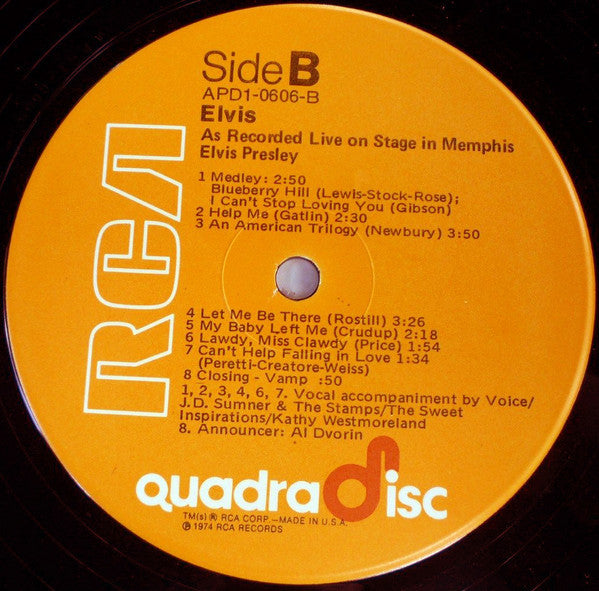 Side B
APD1-0606-B
Elvis
As Recorded Live on Stage in Memphis
Elvis Presley
1 Medley: 2:50
Blueberry Hill (Lewis-Stock-Rose);
I Can't Stop Loving You (Gibson)
2 Help Me (Gatlin) 2:30
3 An American Trilogy (Newbury) 3:50
RCA
4 Let Me Be There (Rostill) 3:26
5 My Baby Left Me (Crudup) 2:18
6 Lawdy, Miss Clawdy (Price) 1:54
7 Can't Help Falling in Love 1:34
(Peretti-Creatore-Weiss)
8 Closing - Vamp :50
1, 2, 3, 4, 6, 7. Vocal accompaniment by Voice/
J.D. Sumner & The Stamps/The Sweet
Inspirations/Kathy Westmoreland
8. Announcer: Al Dvorin
quadradisc
TM(s) ® RCA CORP.—MADE IN U.S.A.
℗ 1974 RCA RECORDS